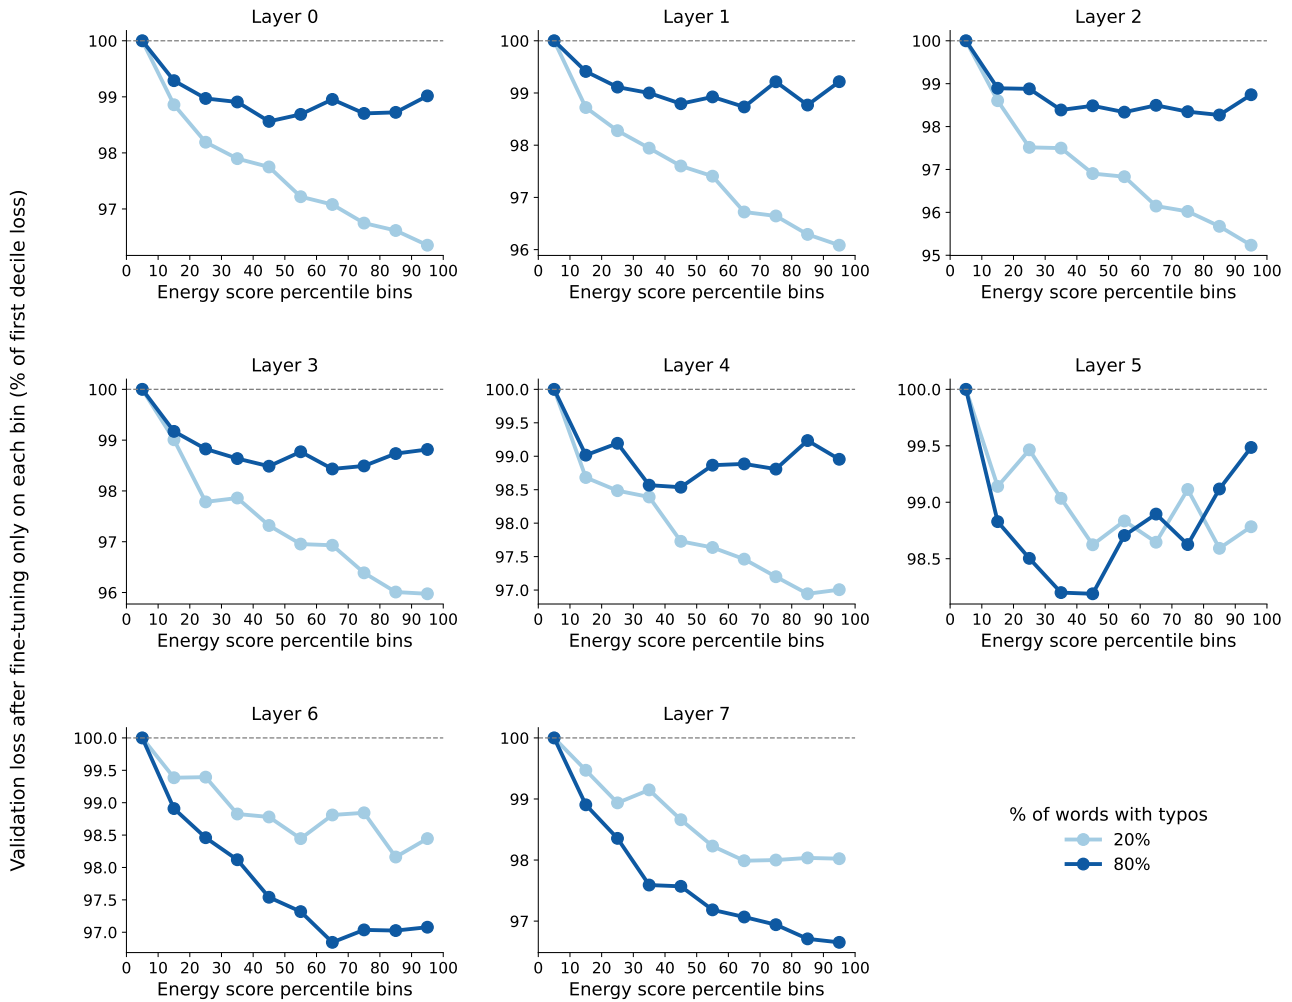 Validation loss after fine-tuning only on each bin (% of first decile loss)
Layer 0
100
99
98
97
0 10 20 30 40 50 60 70 80 90 100
Energy score percentile bins
Layer 1
100
99
98
97
96
0 10 20 30 40 50 60 70 80 90 100
Energy score percentile bins
Layer 2
100
99
98
97
96
95
0 10 20 30 40 50 60 70 80 90 100
Energy score percentile bins
Layer 3
100
99
98
97
96
0 10 20 30 40 50 60 70 80 90 100
Energy score percentile bins
Layer 4
100.0
99.5
99.0
98.5
98.0
97.5
97.0
0 10 20 30 40 50 60 70 80 90 100
Energy score percentile bins
Layer 5
100.0
99.5
99.0
98.5
0 10 20 30 40 50 60 70 80 90 100
Energy score percentile bins
Layer 6
100.0
99.5
99.0
98.5
98.0
97.5
97.0
0 10 20 30 40 50 60 70 80 90 100
Energy score percentile bins
Layer 7
100
99
98
97
0 10 20 30 40 50 60 70 80 90 100
Energy score percentile bins
% of words with typos
20%
80%